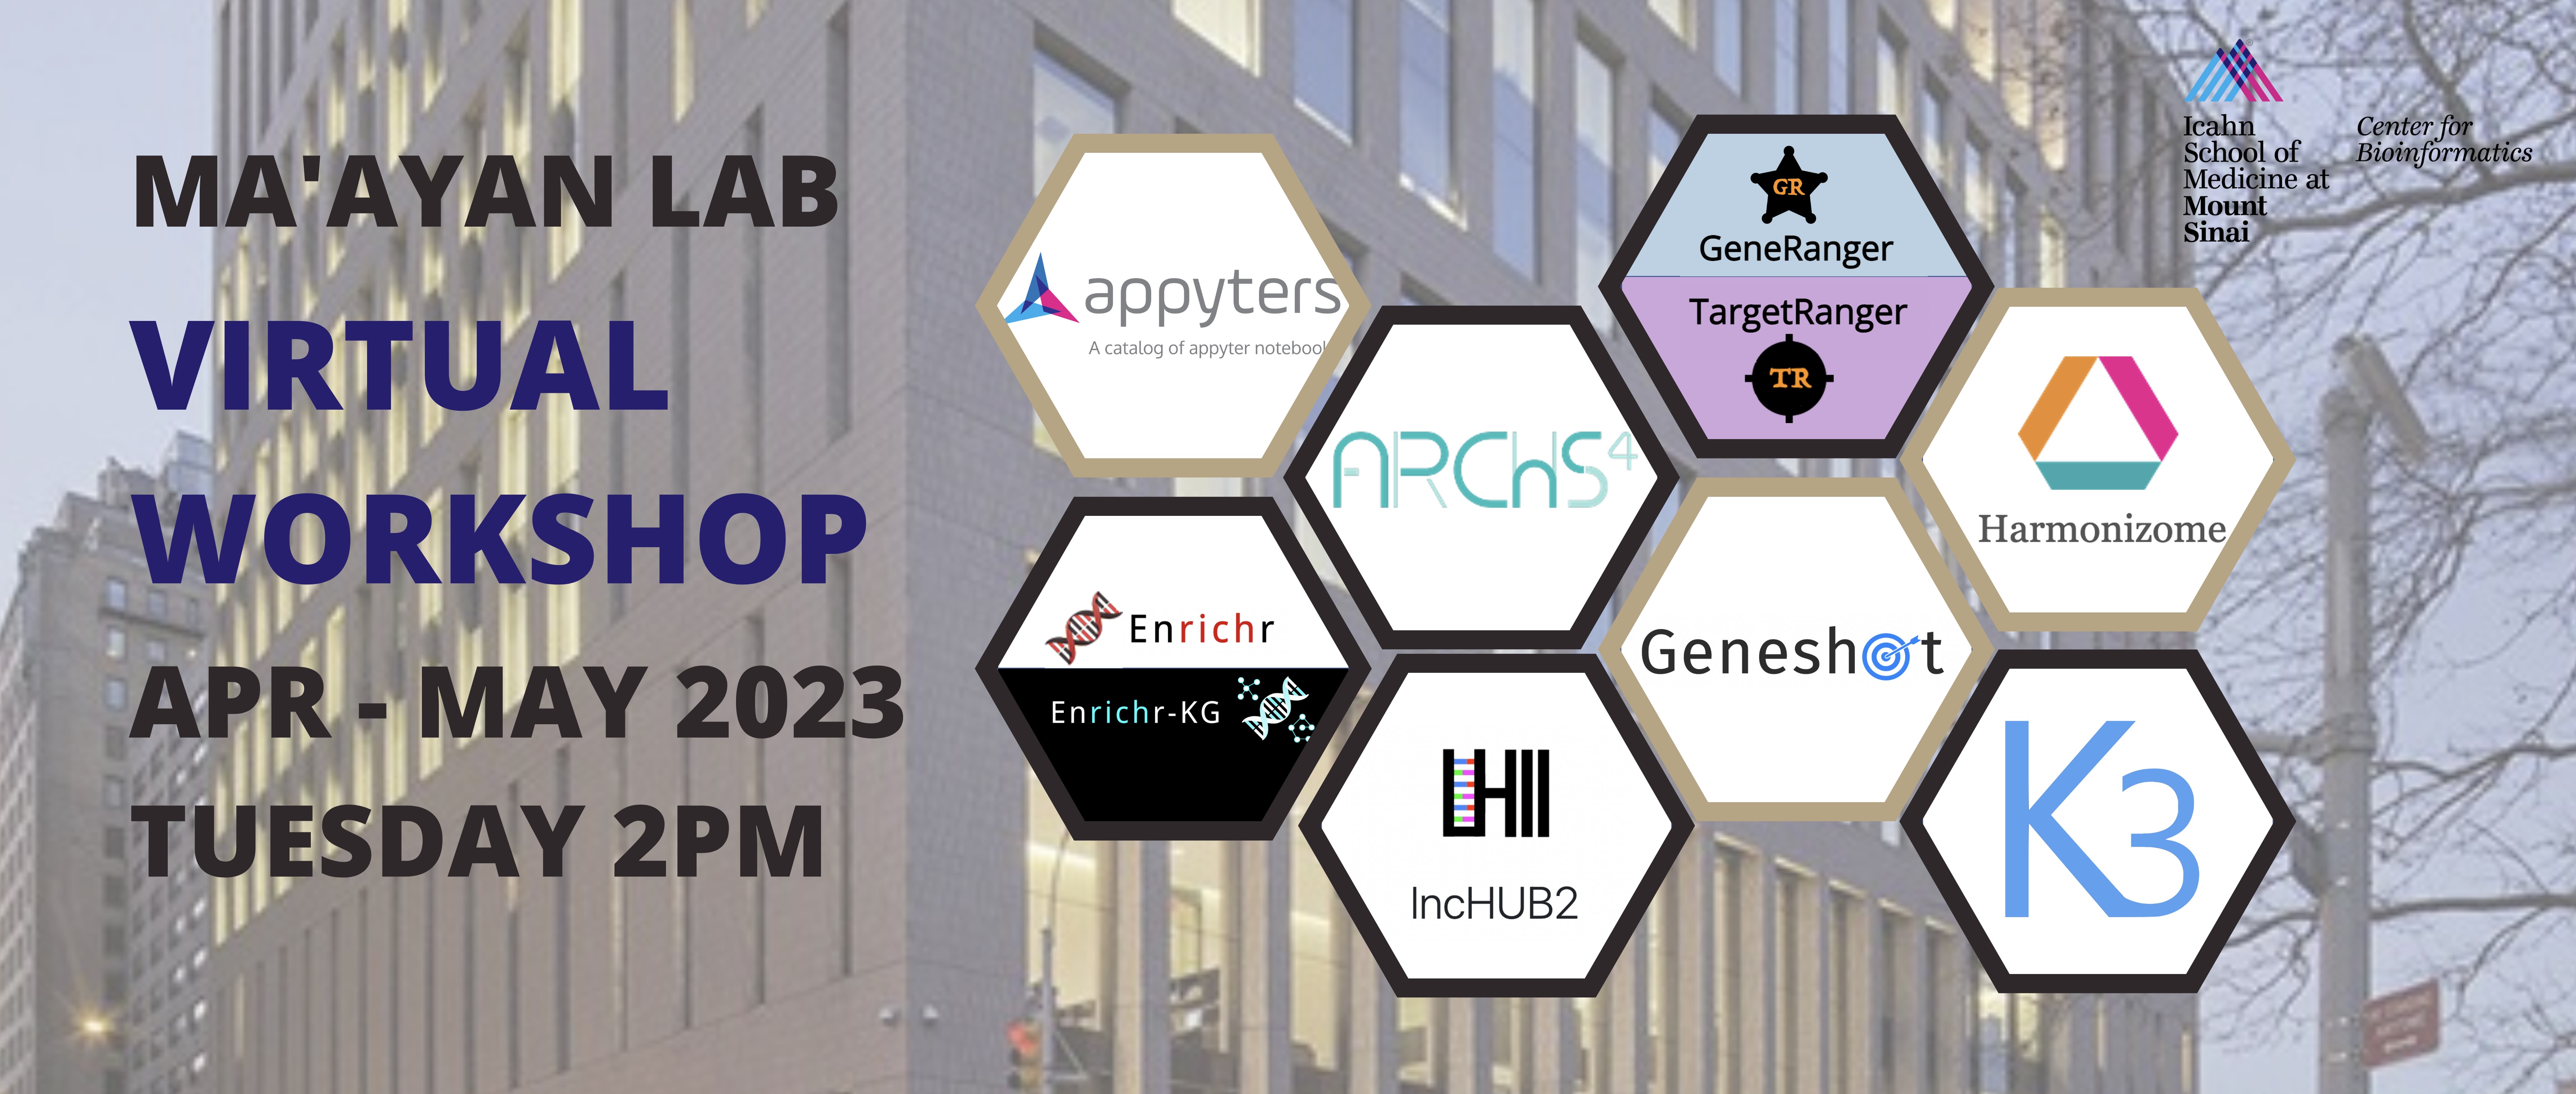 MA'AYAN LAB
VIRTUAL
WORKSHOP
APR - MAY 2023
TUESDAY 2PM
appyters
A catalog of appyter notebook
ARCHS4
GR
GeneRanger
TargetRanger
TR
Harmonizome
Enrichr
Enrichr-KG
Geneshot
lncHUB2
K3
Icahn
School of
Medicine at
Mount
Sinai
Center for
Bioinformatics